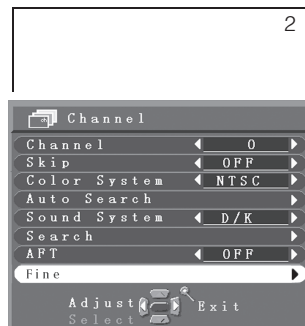 2
ch
Channel
Channel 0
Skip OFF
Color System NTSC
Auto Search
Sound System D/K
Search
AFT OFF
Fine
Adjust Exit
Select